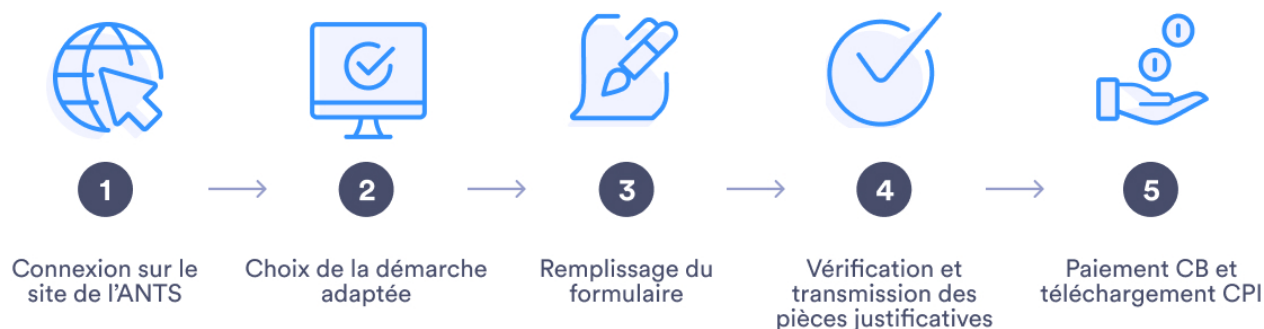 1
2
3
4
5
Connexion sur le
site de l'ANTS
Choix de la démarche
adaptée
Remplissage du
formulaire
Vérification et
transmission des
pièces justificatives
Paiement CB et
téléchargement CPI